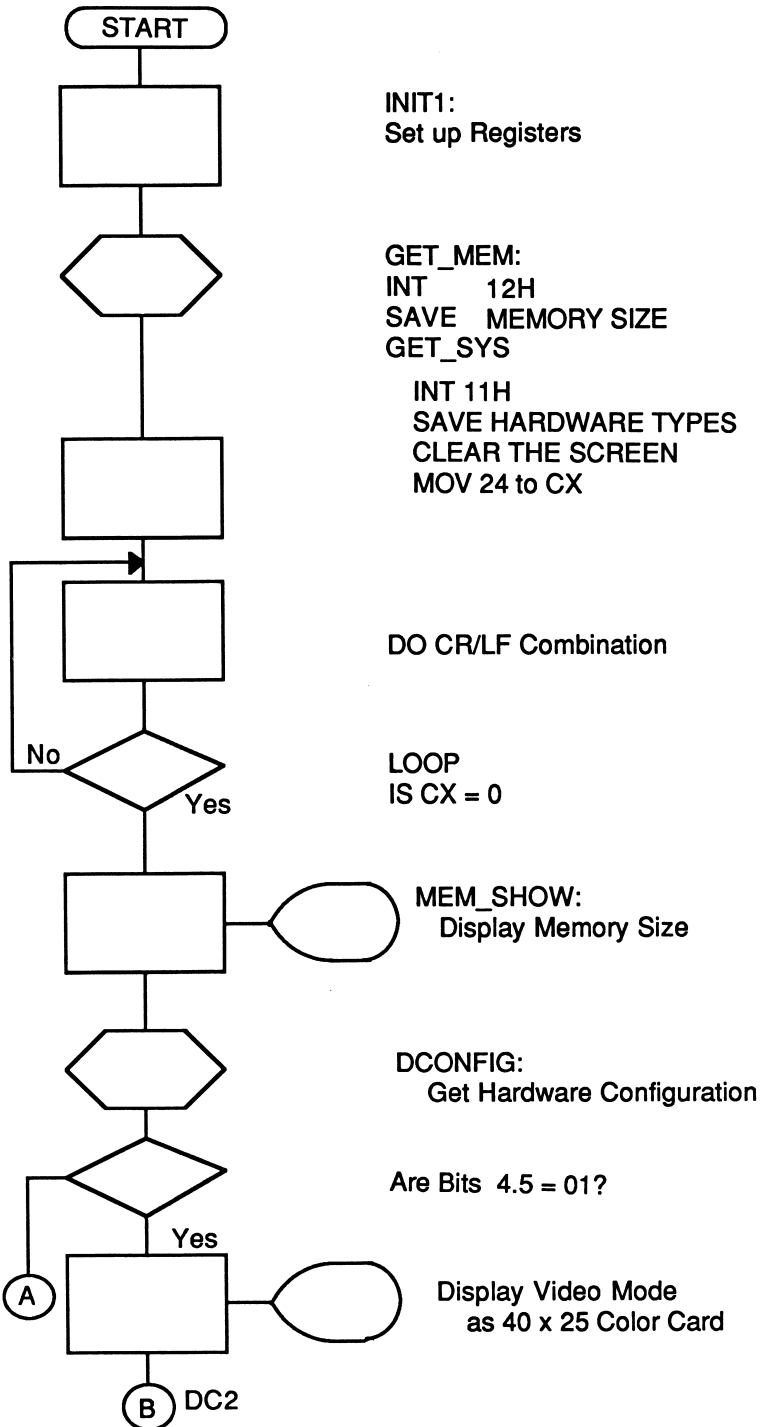 START
INIT1:
Set up Registers
GET_MEM:
INT 12H
SAVE MEMORY SIZE
GET_SYS
INT 11H
SAVE HARDWARE TYPES
CLEAR THE SCREEN
MOV 24 to CX
DO CR/LF Combination
No
Yes
LOOP
IS CX = 0
MEM_SHOW:
Display Memory Size
DCONFIG:
Get Hardware Configuration
Are Bits 4.5 = 01?
Yes
A
Display Video Mode
as 40 x 25 Color Card
B DC2